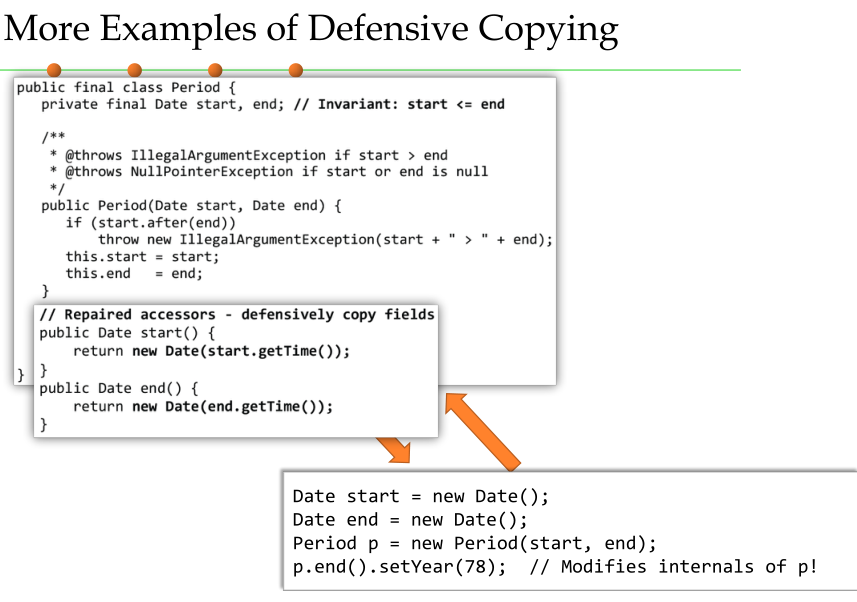 More Examples of Defensive Copying
public final class Period {
   private final Date start, end; // Invariant: start <= end

   /**
    * @throws IllegalArgumentException if start > end
    * @throws NullPointerException if start or end is null
    */
   public Period(Date start, Date end) {
      if (start.after(end))
          throw new IllegalArgumentException(start + " > " + end);
      this.start = start;
      this.end   = end;
   }
// Repaired accessors - defensively copy fields
public Date start() {
    return new Date(start.getTime());
}
public Date end() {
    return new Date(end.getTime());
}
}
Date start = new Date();
Date end = new Date();
Period p = new Period(start, end);
p.end().setYear(78);  // Modifies internals of p!